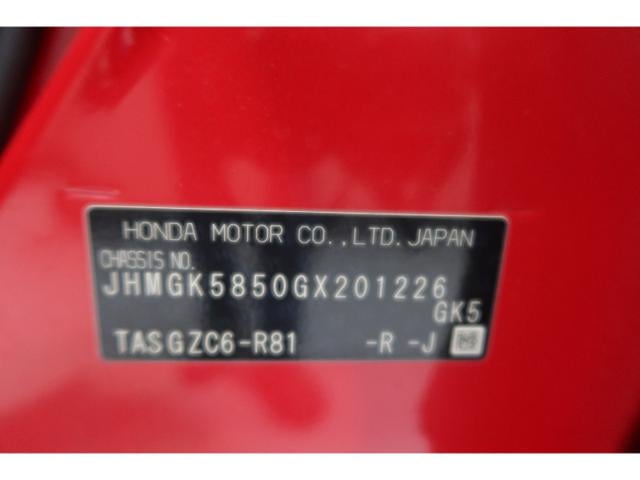 HONDA MOTOR CO.,LTD. JAPAN
CHASSIS NO.
JHMGK5850GX201226
GK5
TASGZC6-R81 -R -J